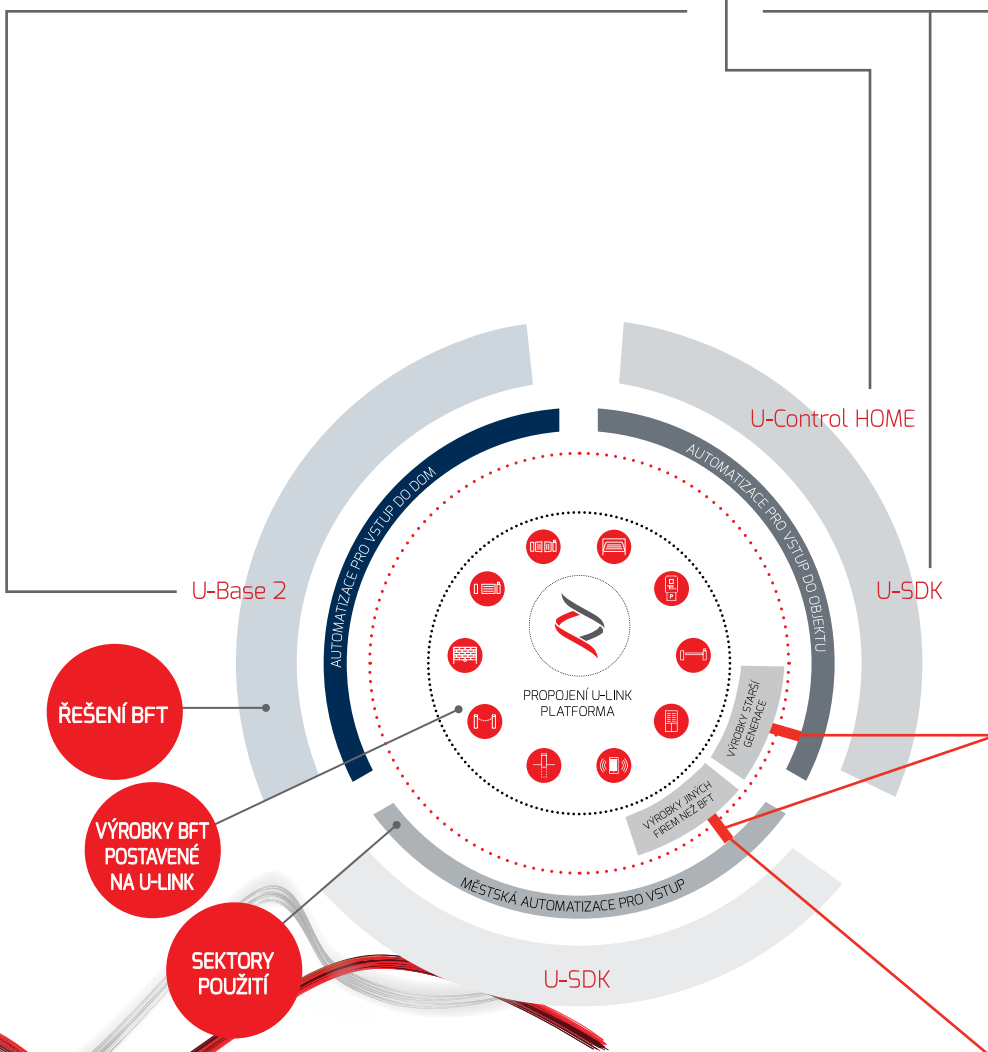 U-Control HOME
AUTOMATIZACE PRO VSTUP DO DOM
AUTOMATIZACE PRO VSTUP DO OBJEKTU
U-Base 2
U-SDK
PROPOJENÍ U-LINK
PLATFORMA
ŘEŠENÍ BFT
VÝROBKY STARŠÍ
GENERACE
VÝROBKY JINÝCH
FIREM NEŽ BFT
VÝROBKY BFT
POSTAVENÉ
NA U-LINK
MĚSTSKÁ AUTOMATIZACE PRO VSTUP
SEKTORY
POUŽITÍ
U-SDK